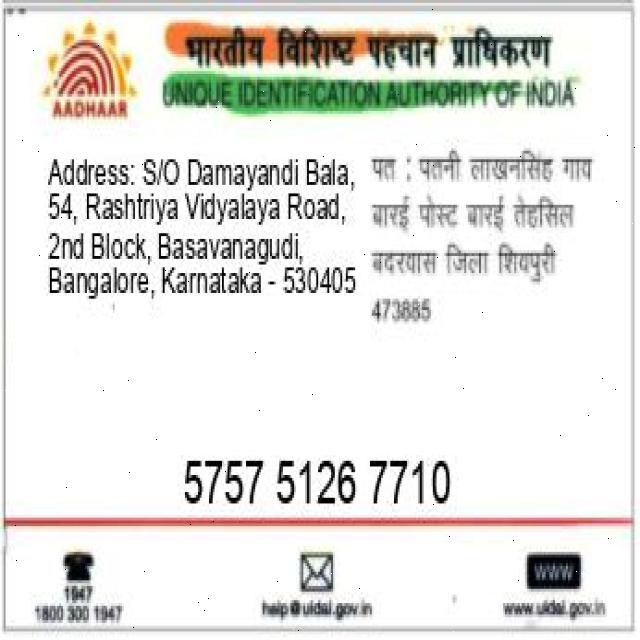 भारतीय विशिष्ट पहचान प्राधिकरण
AADHAAR
UNIQUE IDENTIFICATION AUTHORITY OF INDIA
Address: S/O Damayandi Bala,
54, Rashtriya Vidyalaya Road,
2nd Block, Basavanagudi,
Bangalore, Karnataka - 530405
पत : पतनी लाखनसिंह गाव
बारई पोस्ट बारई तेहसिल
बदरवास जिला शिवपुरी
473885
5757 5126 7710
1947
1800 300 1947
help@uidai.gov.in
www
www.uidai.gov.in